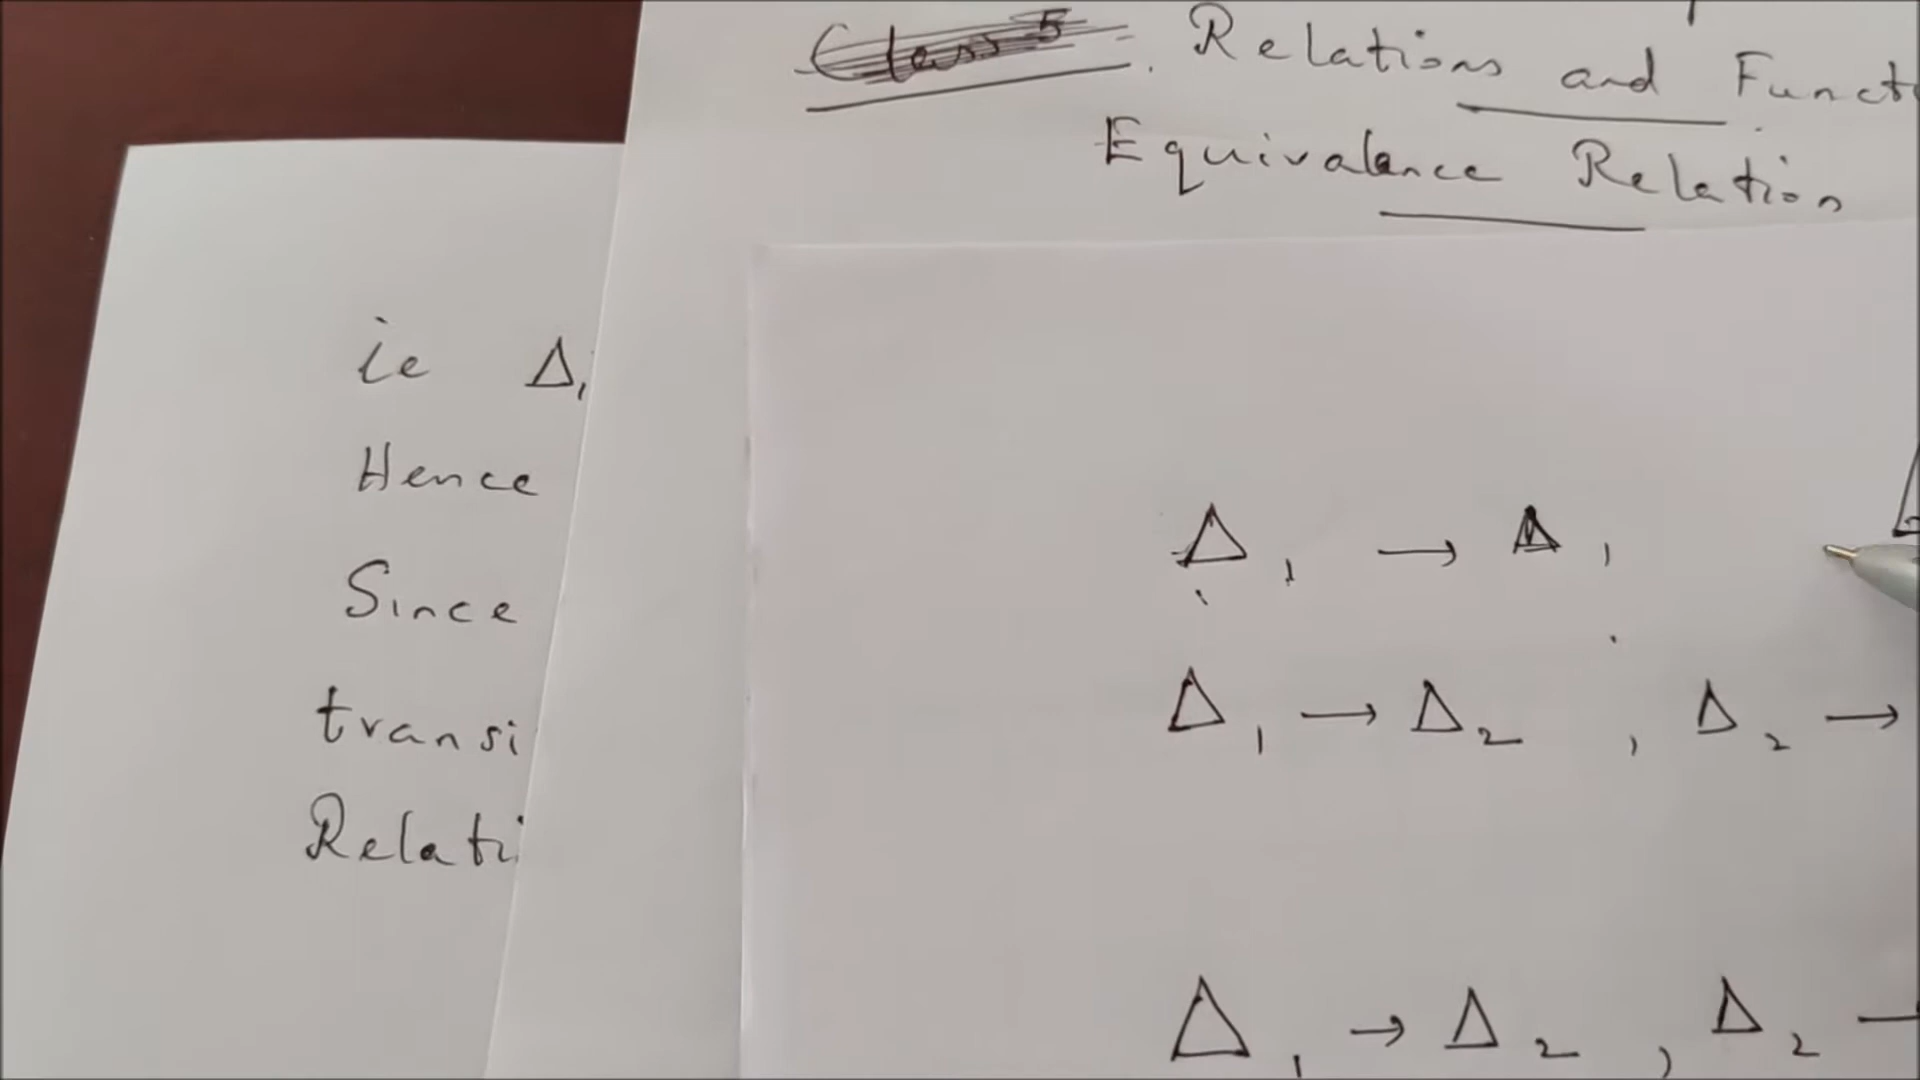 Class 5. Relations and Funct
Equivalence Relation
ie Δ₁
Hence
Since
transi
Relati
Δ₁ → Δ₁
Δ₁ → Δ₂ , Δ₂ →
Δ₁ → Δ₂ , Δ₂ →